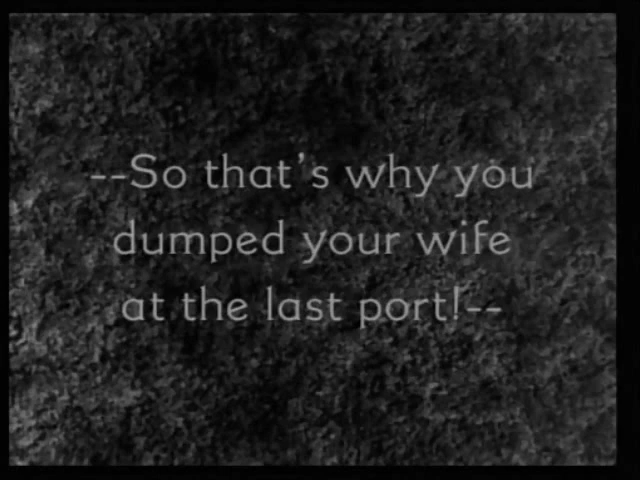 --So that's why you
dumped your wife
at the last port!--